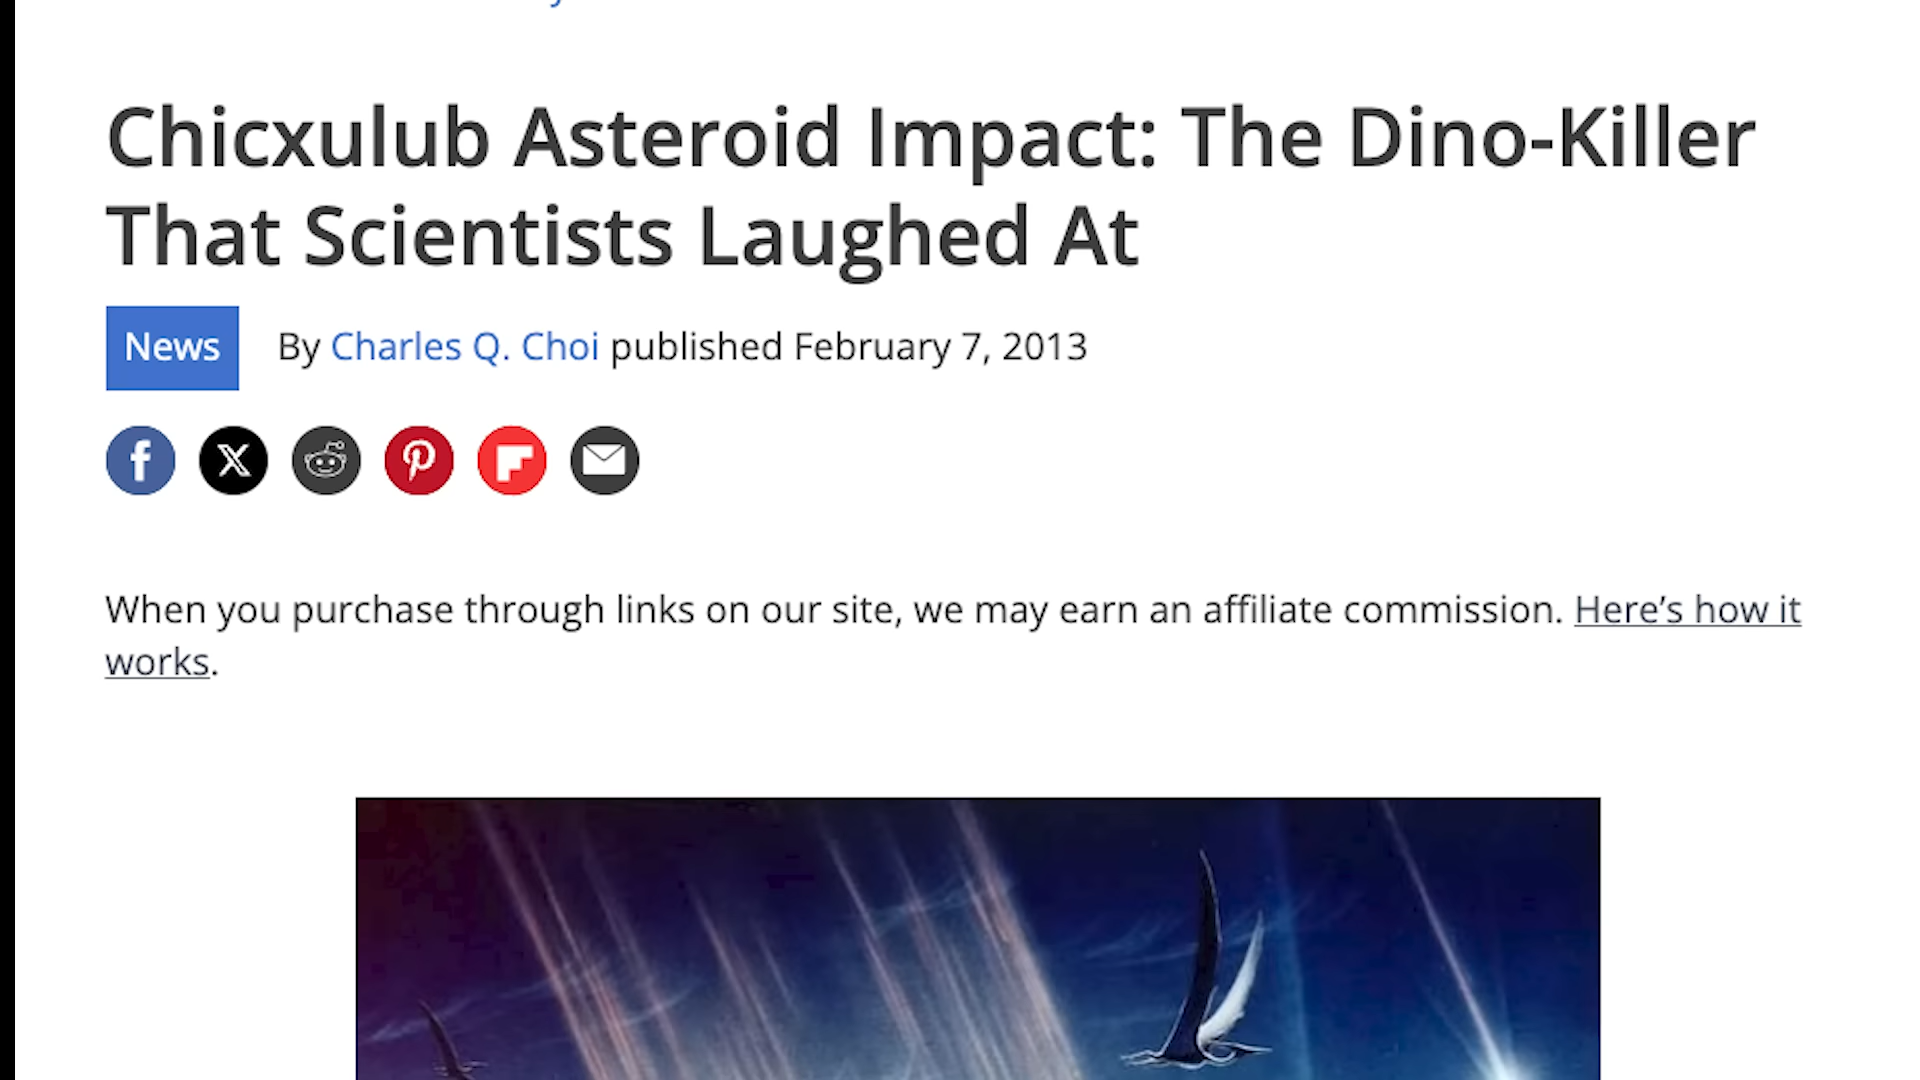 Chicxulub Asteroid Impact: The Dino-Killer
That Scientists Laughed At
News
By Charles Q. Choi published February 7, 2013
When you purchase through links on our site, we may earn an affiliate commission. Here’s how it
works.